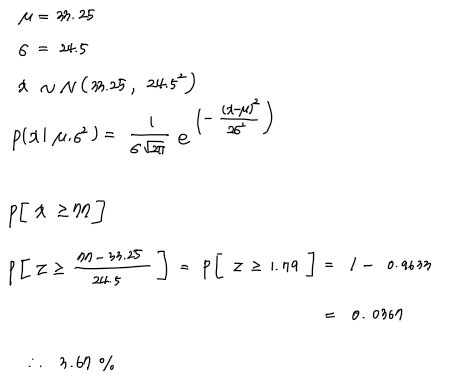 μ = 33.25
σ = 24.5
x ~ N(33.25, 24.5²)
p(x | μ.σ²) = 1/(σ√2π) e^(-(x-μ)²/2σ²)
p[x ≥ 77]
p[z ≥ (77-33.25)/24.5] = p[z ≥ 1.79] = 1 - 0.9633
= 0.0367
∴ 3.67 %